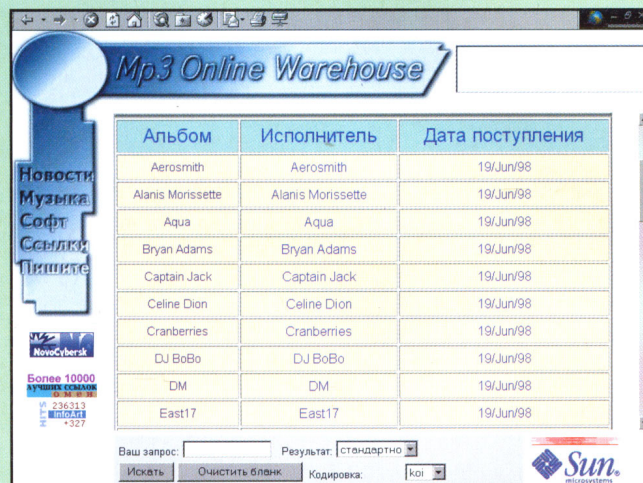 Mp3 Online Warehouse
Новости
Музыка
Софт
Ссылки
Пишите
Альбом Исполнитель Дата поступления
Aerosmith Aerosmith 19/Jun/98
Alanis Morissette Alanis Morissette 19/Jun/98
Aqua Aqua 19/Jun/98
Bryan Adams Bryan Adams 19/Jun/98
Captain Jack Captain Jack 19/Jun/98
Celine Dion Celine Dion 19/Jun/98
Cranberries Cranberries 19/Jun/98
DJ BoBo DJ BoBo 19/Jun/98
DM DM 19/Jun/98
East17 East17 19/Jun/98
NovoCybersk
Более 10000
лучших ссылок
омен
HITS
236313
InfoArt
+327
Ваш запрос: Результат: стандартно
Искать Очистить бланк Кодировка: koi
Sun
microsystems